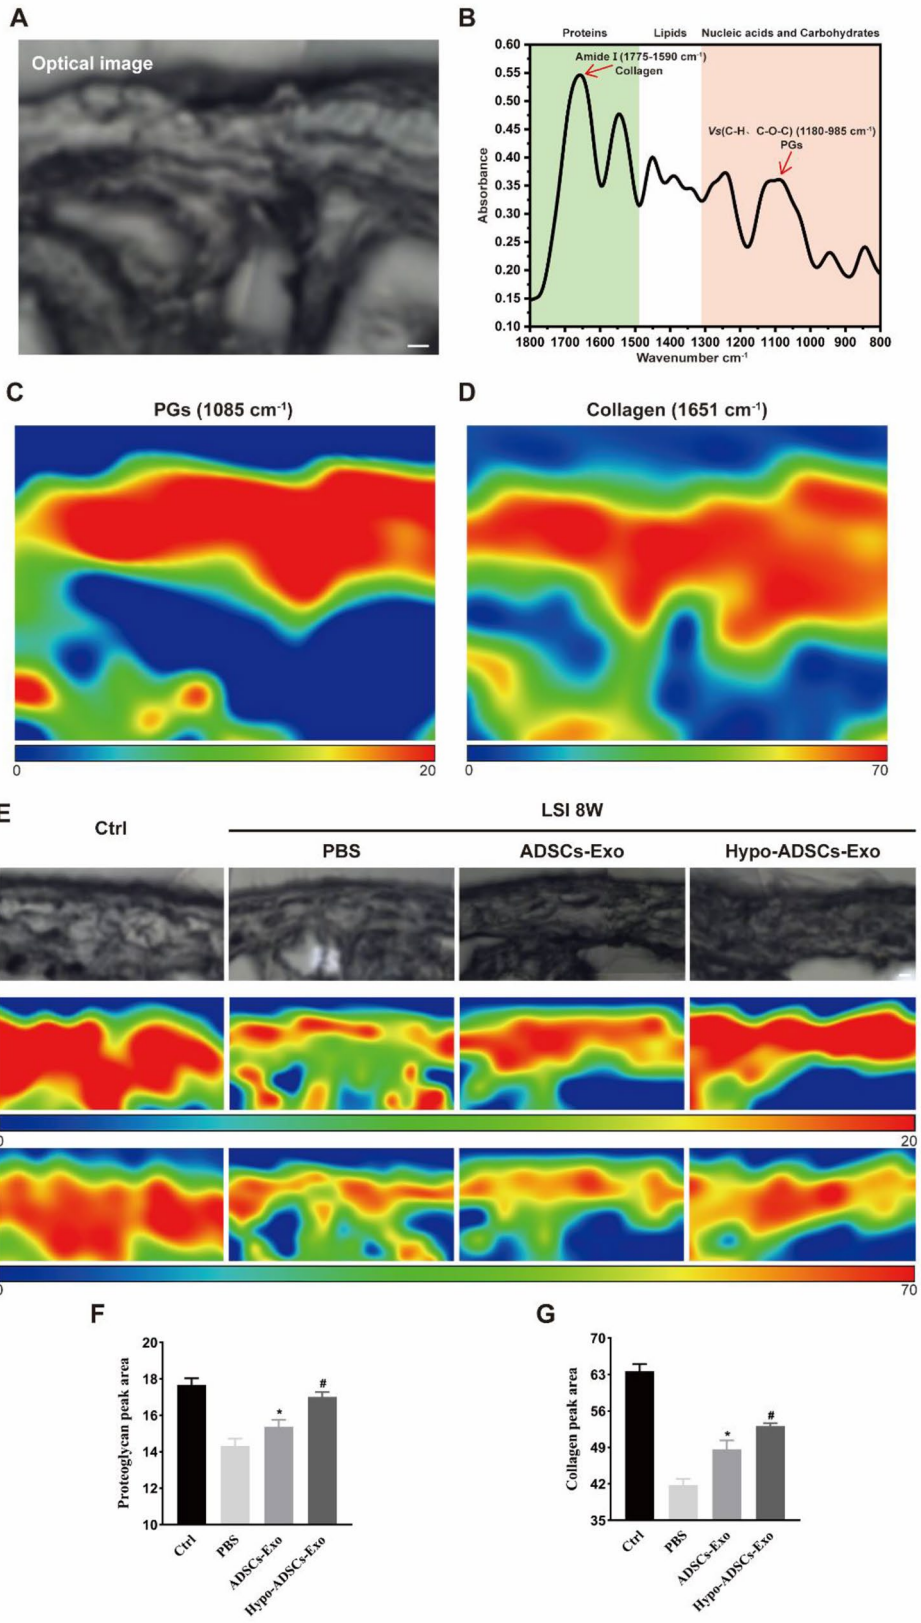 A
Optical image
B
Proteins Lipids Nucleic acids and Carbohydrates
0.60
0.55
0.50
0.45
0.40
0.35
0.30
0.25
0.20
0.15
0.10
Absorbance
Amide I (1775-1590 cm⁻¹)
Collagen
Vs(C-H、C-O-C) (1180-985 cm⁻¹)
PGs
1800 1700 1600 1500 1400 1300 1200 1100 1000 900 800
Wavenumber cm⁻¹
C
PGs (1085 cm⁻¹)
0 20
D
Collagen (1651 cm⁻¹)
0 70
E
Ctrl
LSI 8W
PBS ADSCs-Exo Hypo-ADSCs-Exo
0 20
0 70
F
Proteoglycan peak area
20
18
16
14
12
10
*
#
Ctrl
PBS
ADSCs-Exo
Hypo-ADSCs-Exo
G
Collagen peak area
70
63
56
49
42
35
*
#
Ctrl
PBS
ADSCs-Exo
Hypo-ADSCs-Exo